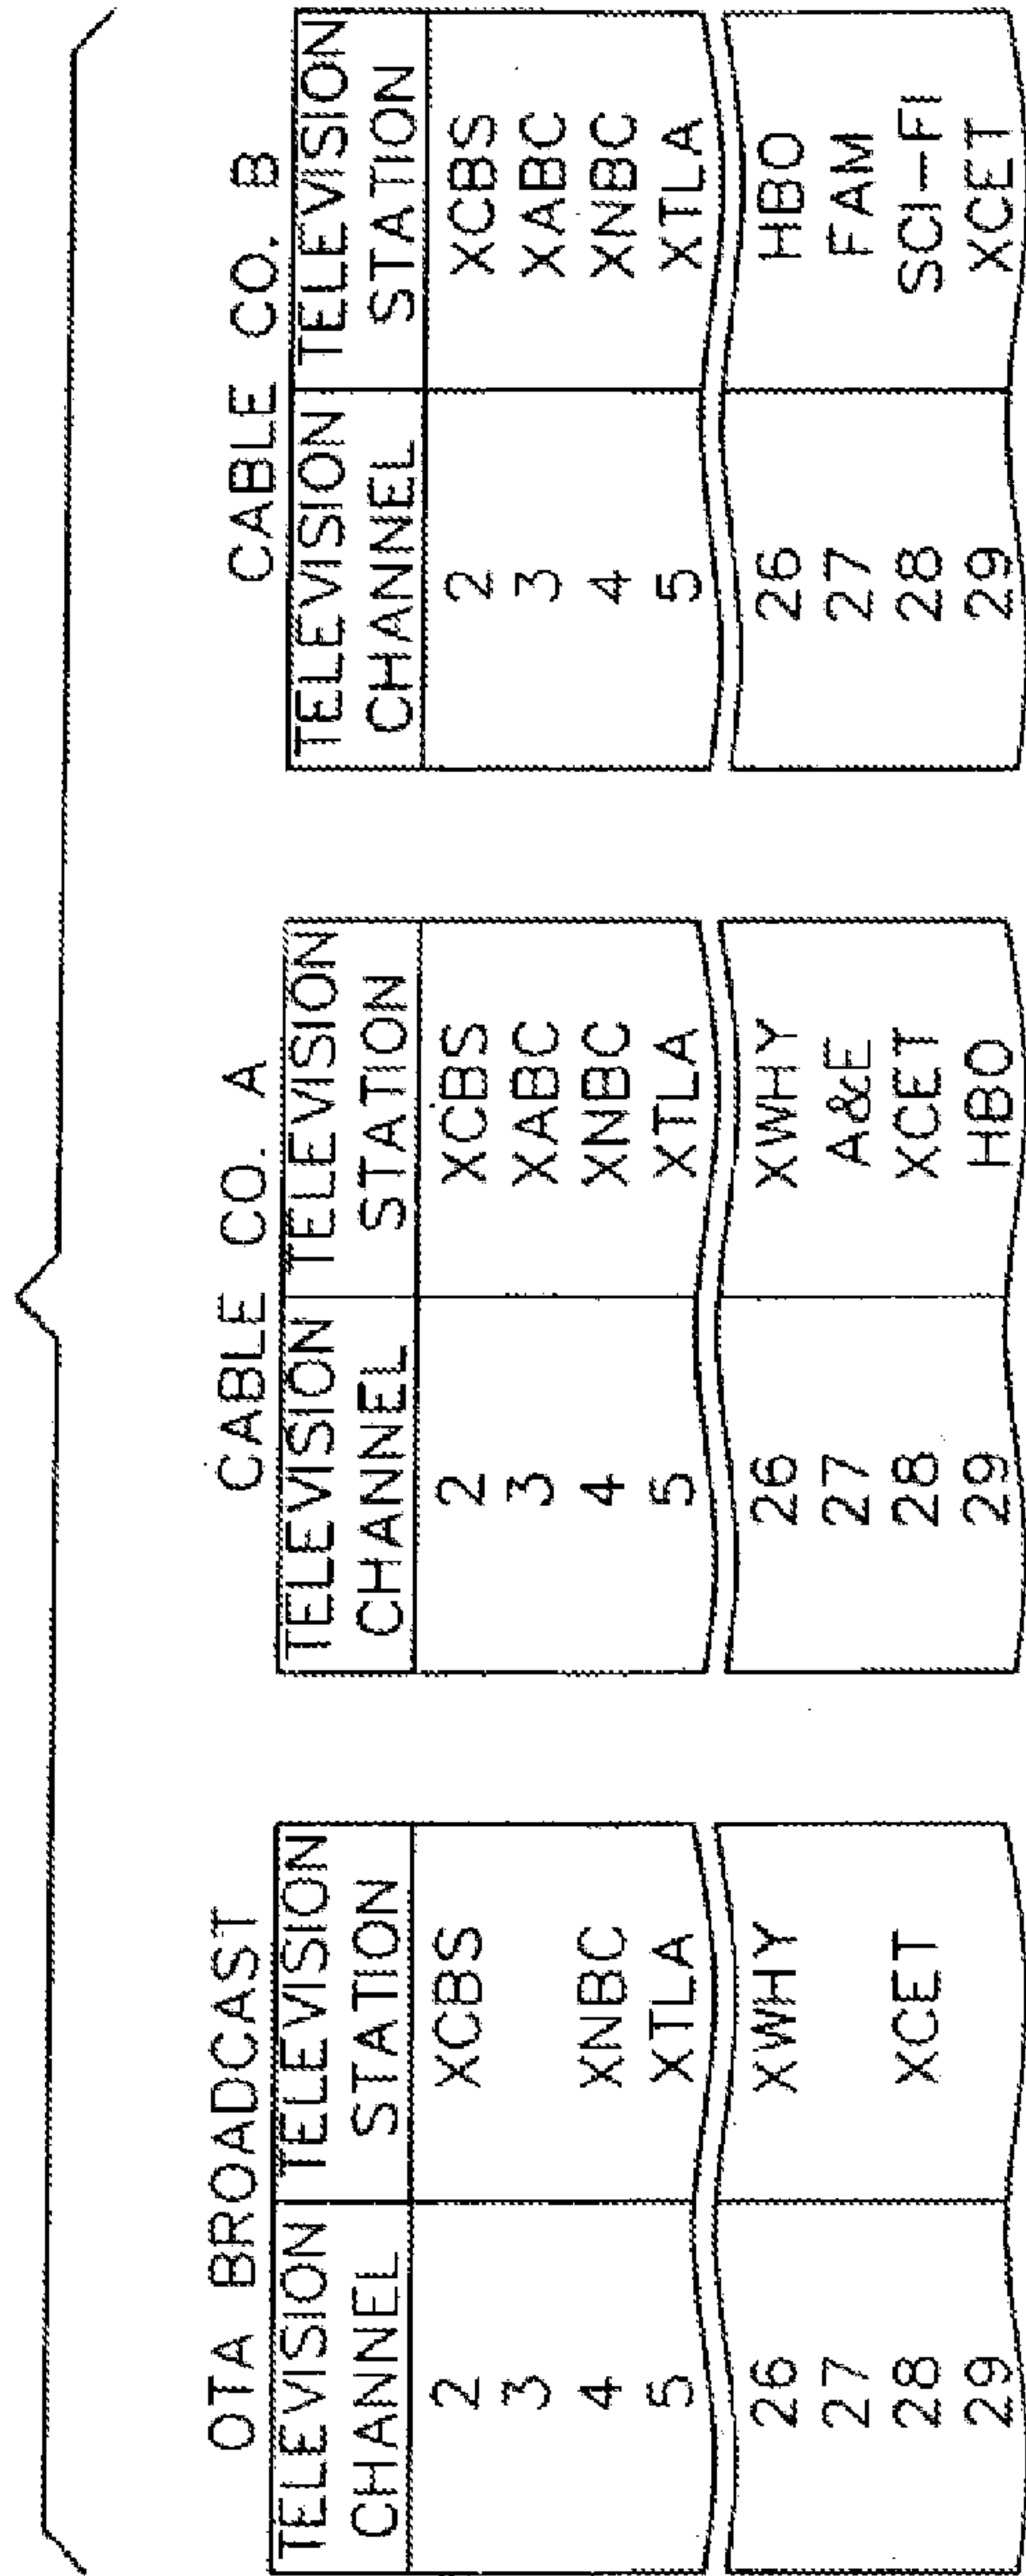 OTA BROADCAST
TELEVISION CHANNEL TELEVISION STATION
2 XCBS
3
4 XNBC
5 XTLA
26 XWHY
27
28 XCET
29
CABLE CO. A
TELEVISION CHANNEL TELEVISION STATION
2 XCBS
3 XABC
4 XNBC
5 XTLA
26 XWHY
27 A&E
28 XCET
29 HBO
CABLE CO. B
TELEVISION CHANNEL TELEVISION STATION
2 XCBS
3 XABC
4 XNBC
5 XTLA
26 HBO
27 FAM
28 SCI-FI
29 XCET